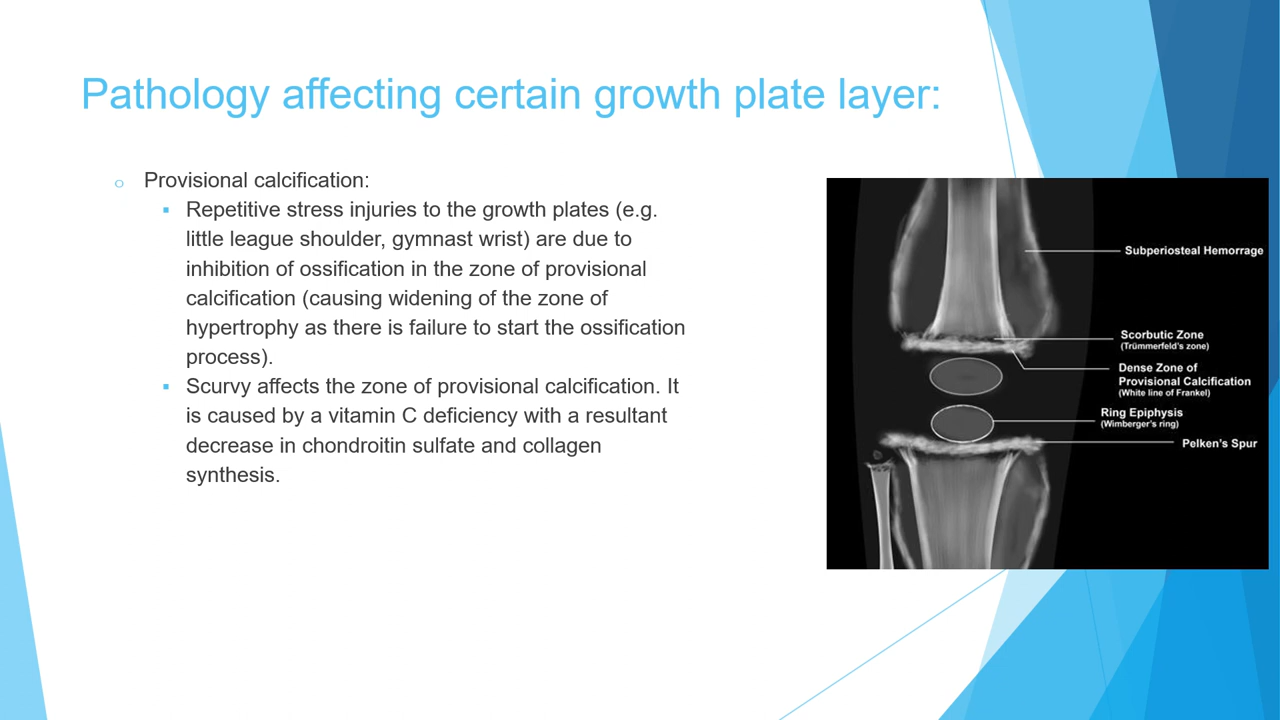 Pathology affecting certain growth plate layer:
o Provisional calcification:
▪ Repetitive stress injuries to the growth plates (e.g.
little league shoulder, gymnast wrist) are due to
inhibition of ossification in the zone of provisional
calcification (causing widening of the zone of
hypertrophy as there is failure to start the ossification
process).
▪ Scurvy affects the zone of provisional calcification. It
is caused by a vitamin C deficiency with a resultant
decrease in chondroitin sulfate and collagen
synthesis.
Subperiosteal Hemorrage
Scorbutic Zone
(Trümmerfeld's zone)
Dense Zone of
Provisional Calcification
(White line of Frankel)
Ring Epiphysis
(Wimberger's ring)
Pelken's Spur